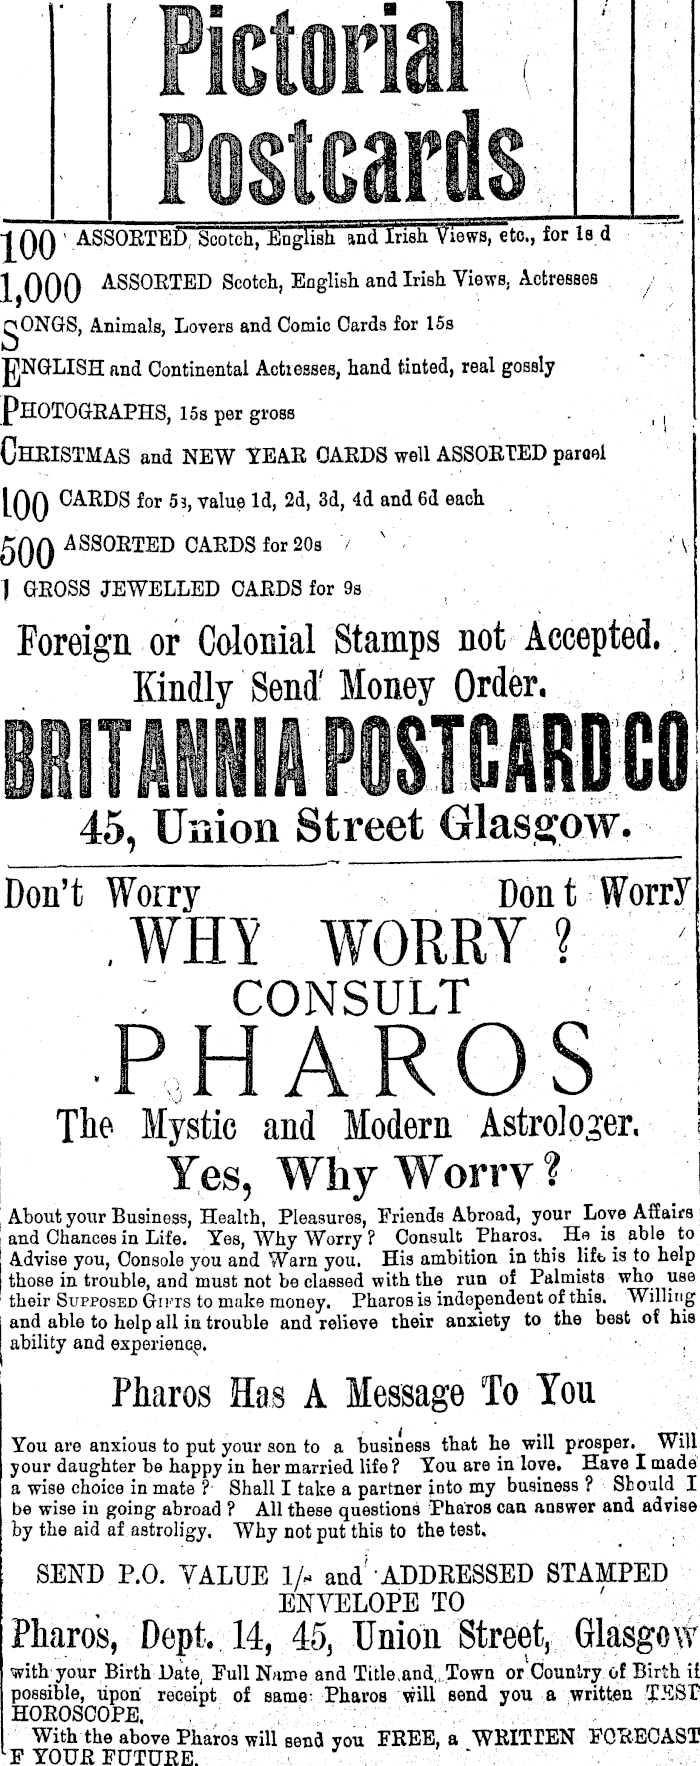 Pictorial
Postcards
100 ASSORTED, Scotch, English and Irish Views, etc., for 1s d
1,000 ASSORTED Scotch, English and Irish Views, Actresses
SONGS, Animals, Lovers and Comic Cards for 15s
ENGLISH and Continental Actresses, hand tinted, real gossly
PHOTOGRAPHS, 15s per gross
CHRISTMAS and NEW YEAR CARDS well ASSORTED parcel
100 CARDS for 5s, value 1d, 2d, 3d, 4d and 6d each
500 ASSORTED CARDS for 20s
1 GROSS JEWELLED CARDS for 9s
Foreign or Colonial Stamps not Accepted.
Kindly Send Money Order.
BRITANNIA POSTCARD CO
45, Union Street Glasgow.
Don't Worry Don t Worry
WHY WORRY ?
CONSULT
PHAROS
The Mystic and Modern Astrologer.
Yes, Why Worry?
About your Business, Health, Pleasures, Friends Abroad, your Love Affairs
and Chances in Life. Yes, Why Worry? Consult Pharos. He is able to
Advise you, Console you and Warn you. His ambition in this life is to help
those in trouble, and must not be classed with the run of Palmists who use
their SUPPOSED GIFTS to make money. Pharos is independent of this. Willing
and able to help all in trouble and relieve their anxiety to the best of his
ability and experience.
Pharos Has A Message To You
You are anxious to put your son to a business that he will prosper. Will
your daughter be happy in her married life? You are in love. Have I made
a wise choice in mate? Shall I take a partner into my business? Should I
be wise in going abroad? All these questions Pharos can answer and advise
by the aid af astroligy. Why not put this to the test.
SEND P.O. VALUE 1/- and ADDRESSED STAMPED
ENVELOPE TO
Pharos, Dept. 14, 45, Union Street, Glasgow
with your Birth Date, Full Name and Title and, Town or Country of Birth if
possible, upon receipt of same Pharos will send you a written TEST
HOROSCOPE.
With the above Pharos will send you FREE, a WRITTEN FORECAST
F YOUR FUTURE.